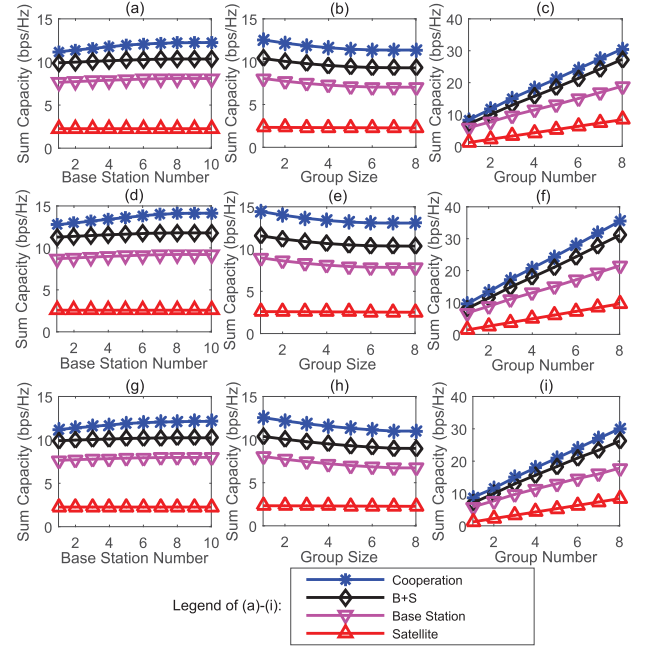 (a) (b) (c)
Sum Capacity (bps/Hz) 15 10 5 0 2 4 6 8 10 Base Station Number
Sum Capacity (bps/Hz) 15 10 5 0 2 4 6 8 Group Size
Sum Capacity (bps/Hz) 40 30 20 10 0 2 4 6 8 Group Number
(d) (e) (f)
Sum Capacity (bps/Hz) 15 10 5 0 2 4 6 8 10 Base Station Number
Sum Capacity (bps/Hz) 15 10 5 0 2 4 6 8 Group Size
Sum Capacity (bps/Hz) 40 30 20 10 0 2 4 6 8 Group Number
(g) (h) (i)
Sum Capacity (bps/Hz) 15 10 5 0 2 4 6 8 10 Base Station Number
Sum Capacity (bps/Hz) 15 10 5 0 2 4 6 8 Group Size
Sum Capacity (bps/Hz) 40 30 20 10 0 2 4 6 8 Group Number
Legend of (a)-(i):
Cooperation
B+S
Base Station
Satellite